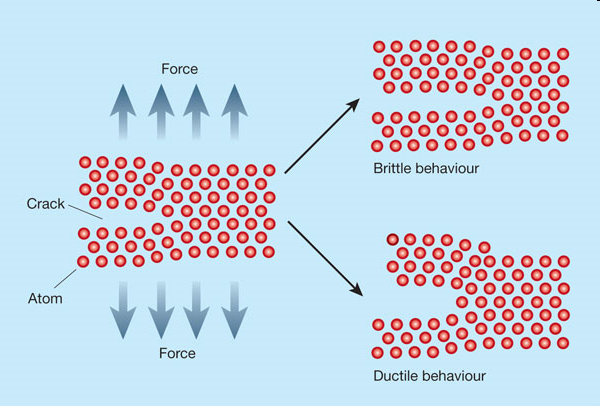 Force
Brittle behaviour
Crack
Atom
Force
Ductile behaviour